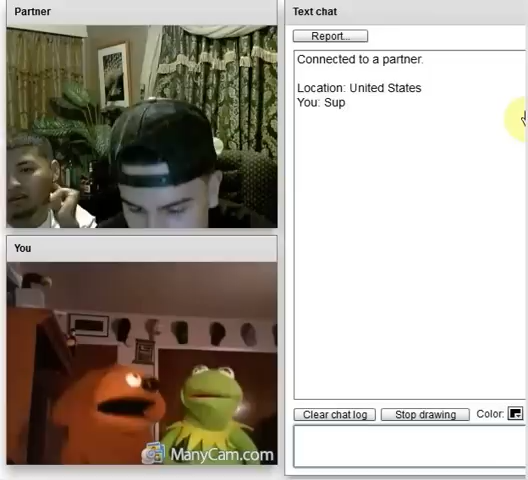 Partner
Text chat
Report...
Connected to a partner.
Location: United States
You: Sup
You
ManyCam.com
Clear chat log
Stop drawing
Color: